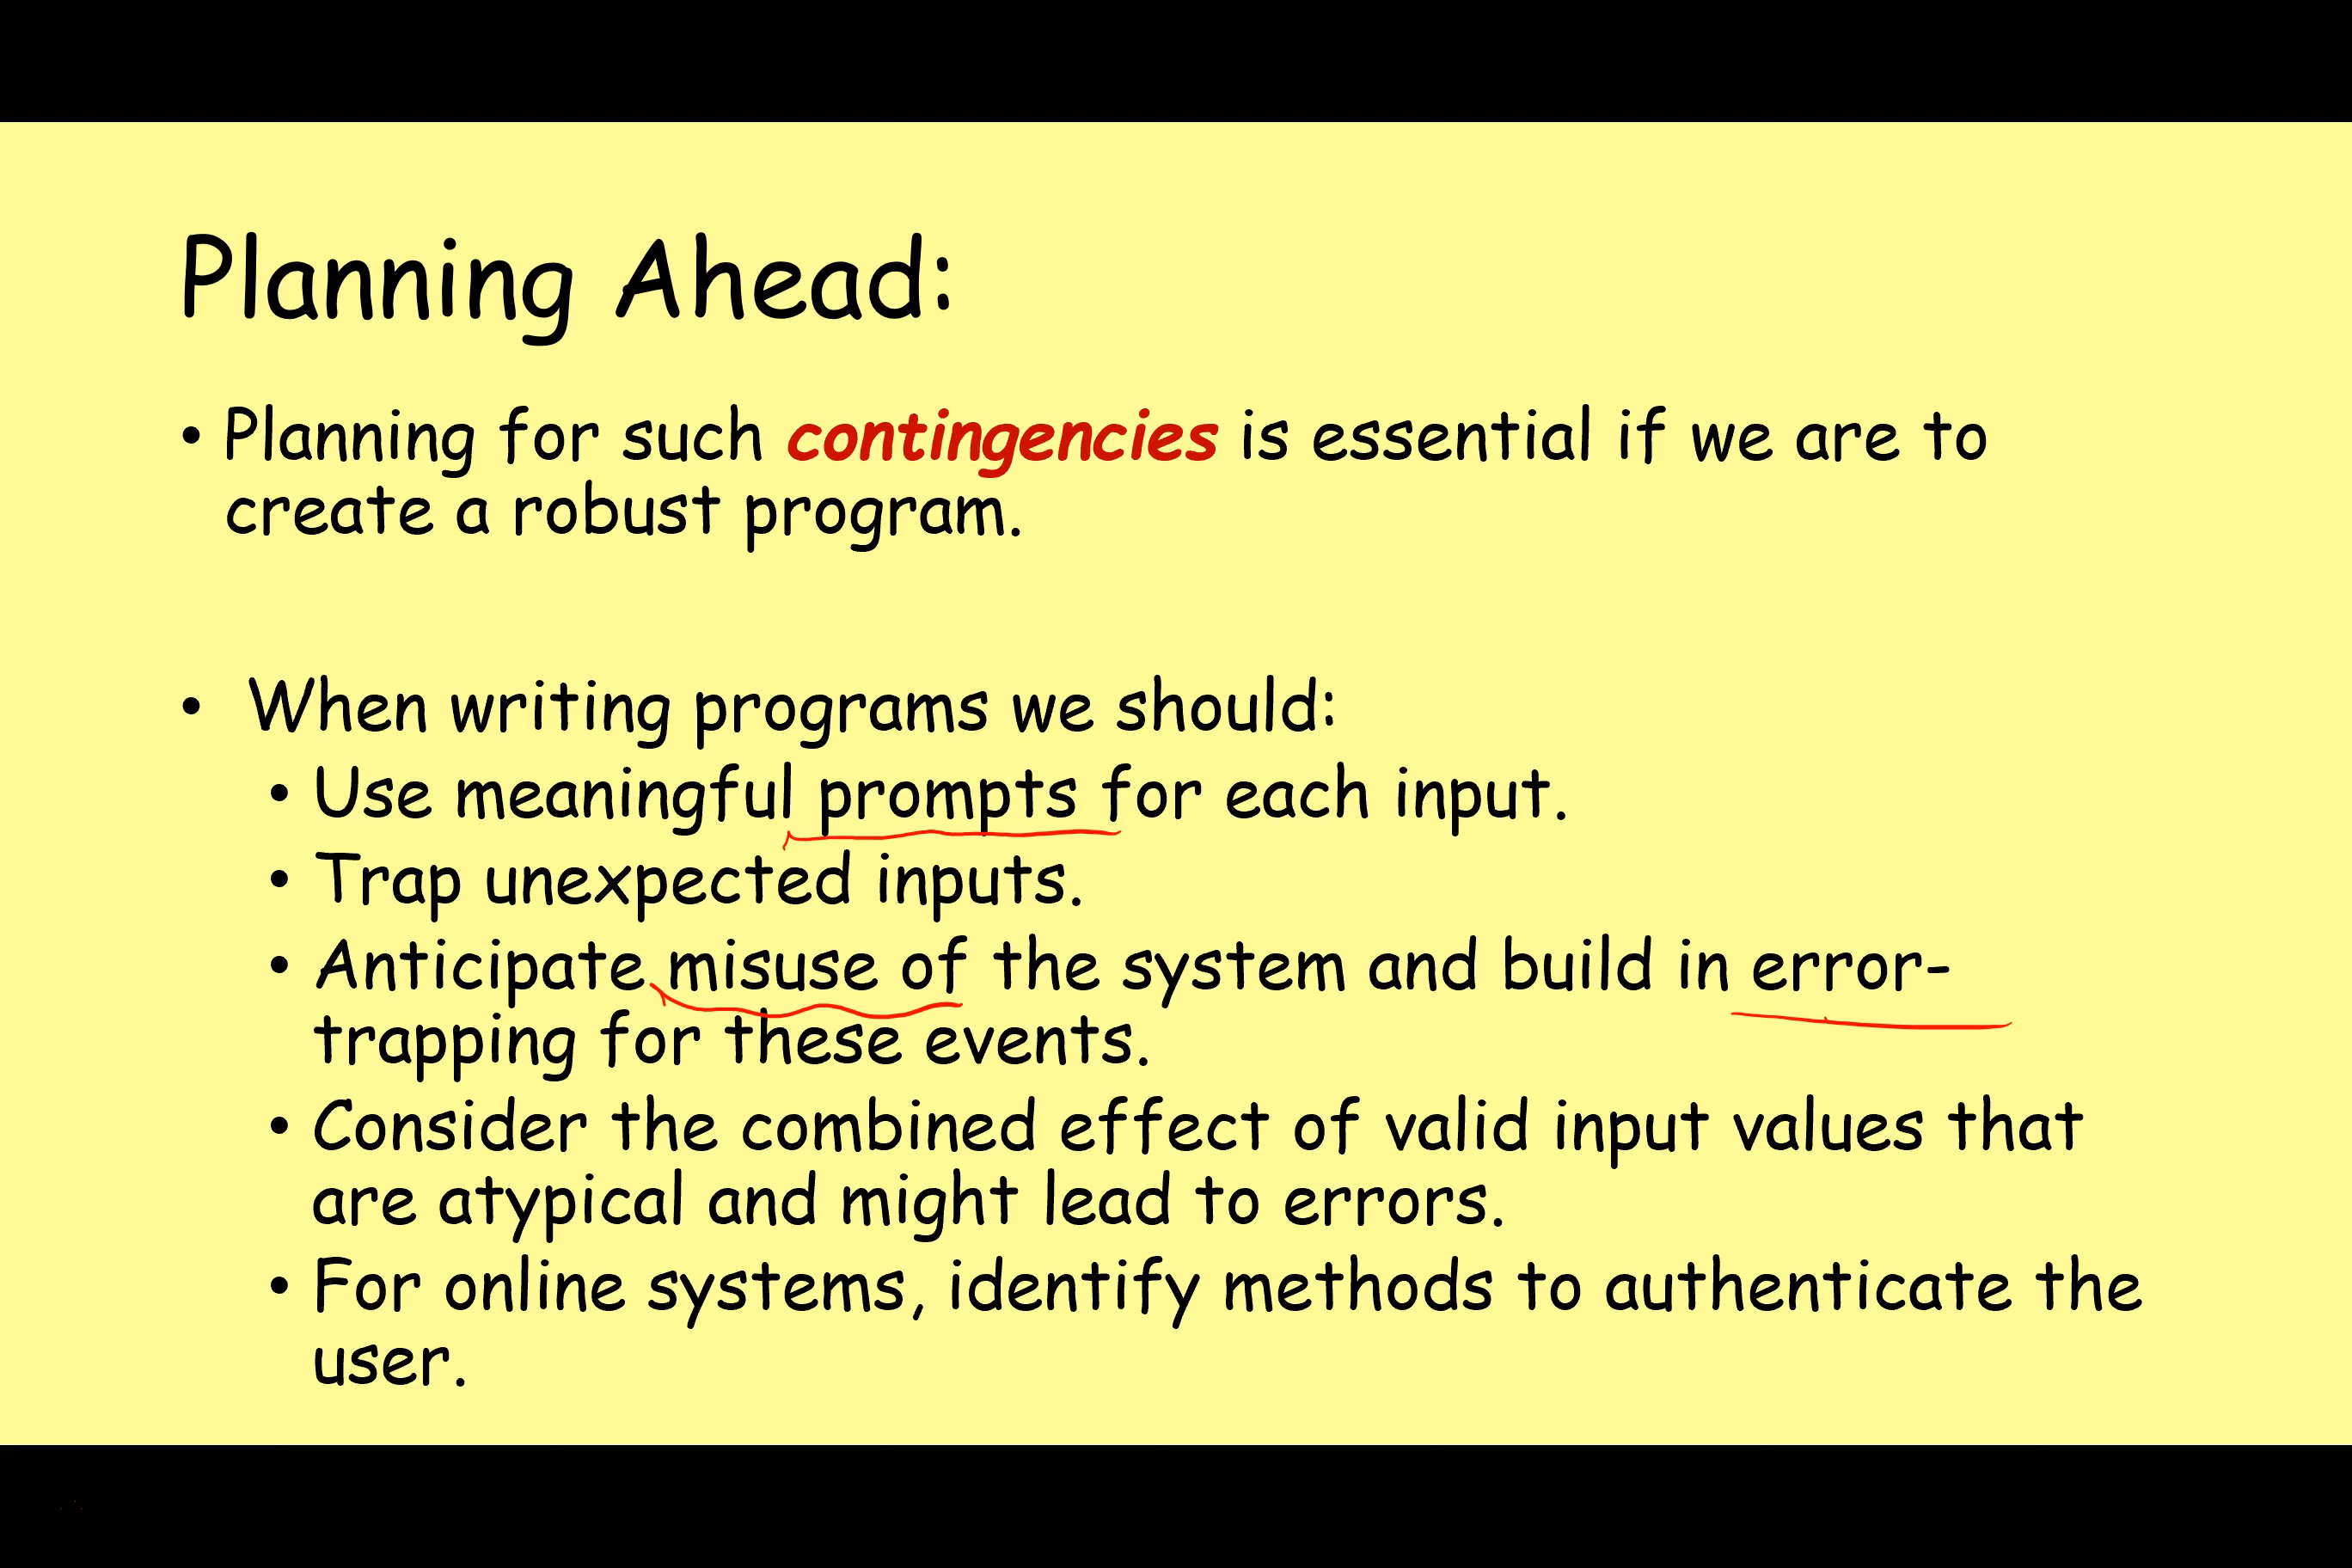 Planning Ahead:
• Planning for such contingencies is essential if we are to
create a robust program.
• When writing programs we should:
• Use meaningful prompts for each input.
• Trap unexpected inputs.
• Anticipate misuse of the system and build in error-
trapping for these events.
• Consider the combined effect of valid input values that
are atypical and might lead to errors.
• For online systems, identify methods to authenticate the
user.